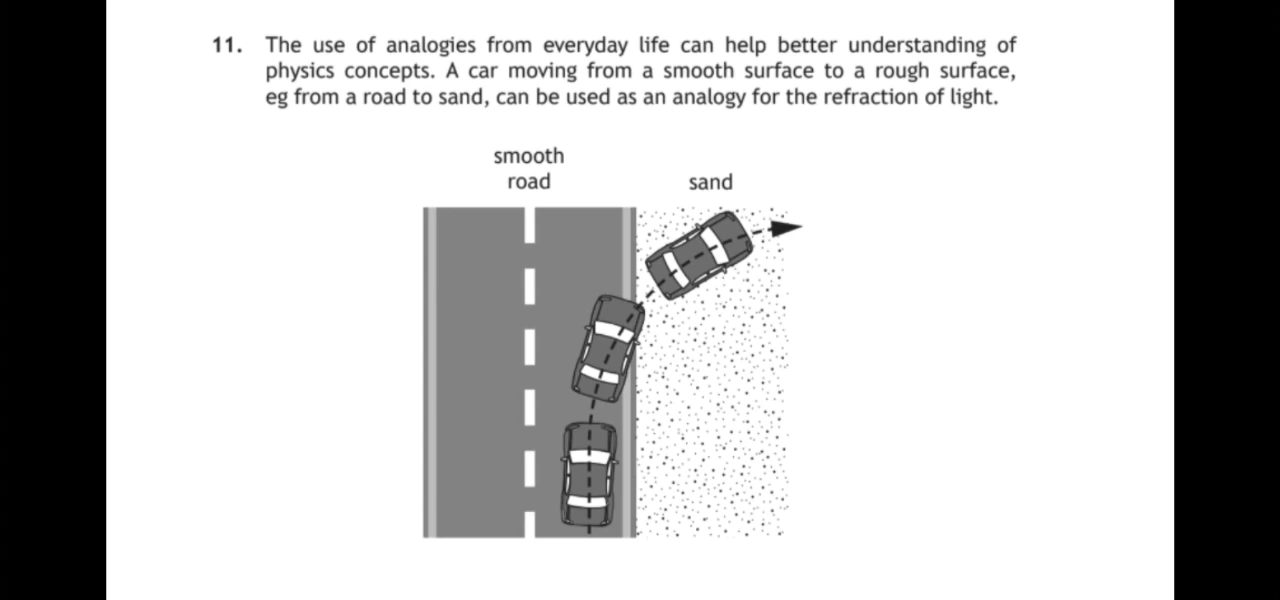 11. The use of analogies from everyday life can help better understanding of
physics concepts. A car moving from a smooth surface to a rough surface,
eg from a road to sand, can be used as an analogy for the refraction of light.
smooth
road
sand